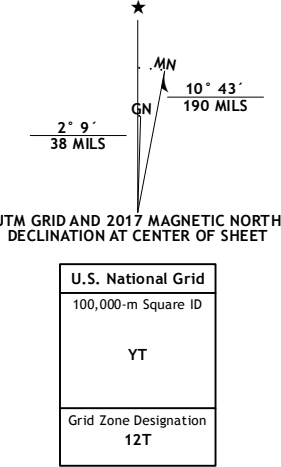 MN
10° 43´
190 MILS
GN
2° 9´
38 MILS
UTM GRID AND 2017 MAGNETIC NORTH
DECLINATION AT CENTER OF SHEET
U.S. National Grid
100,000-m Square ID
YT
Grid Zone Designation
12T